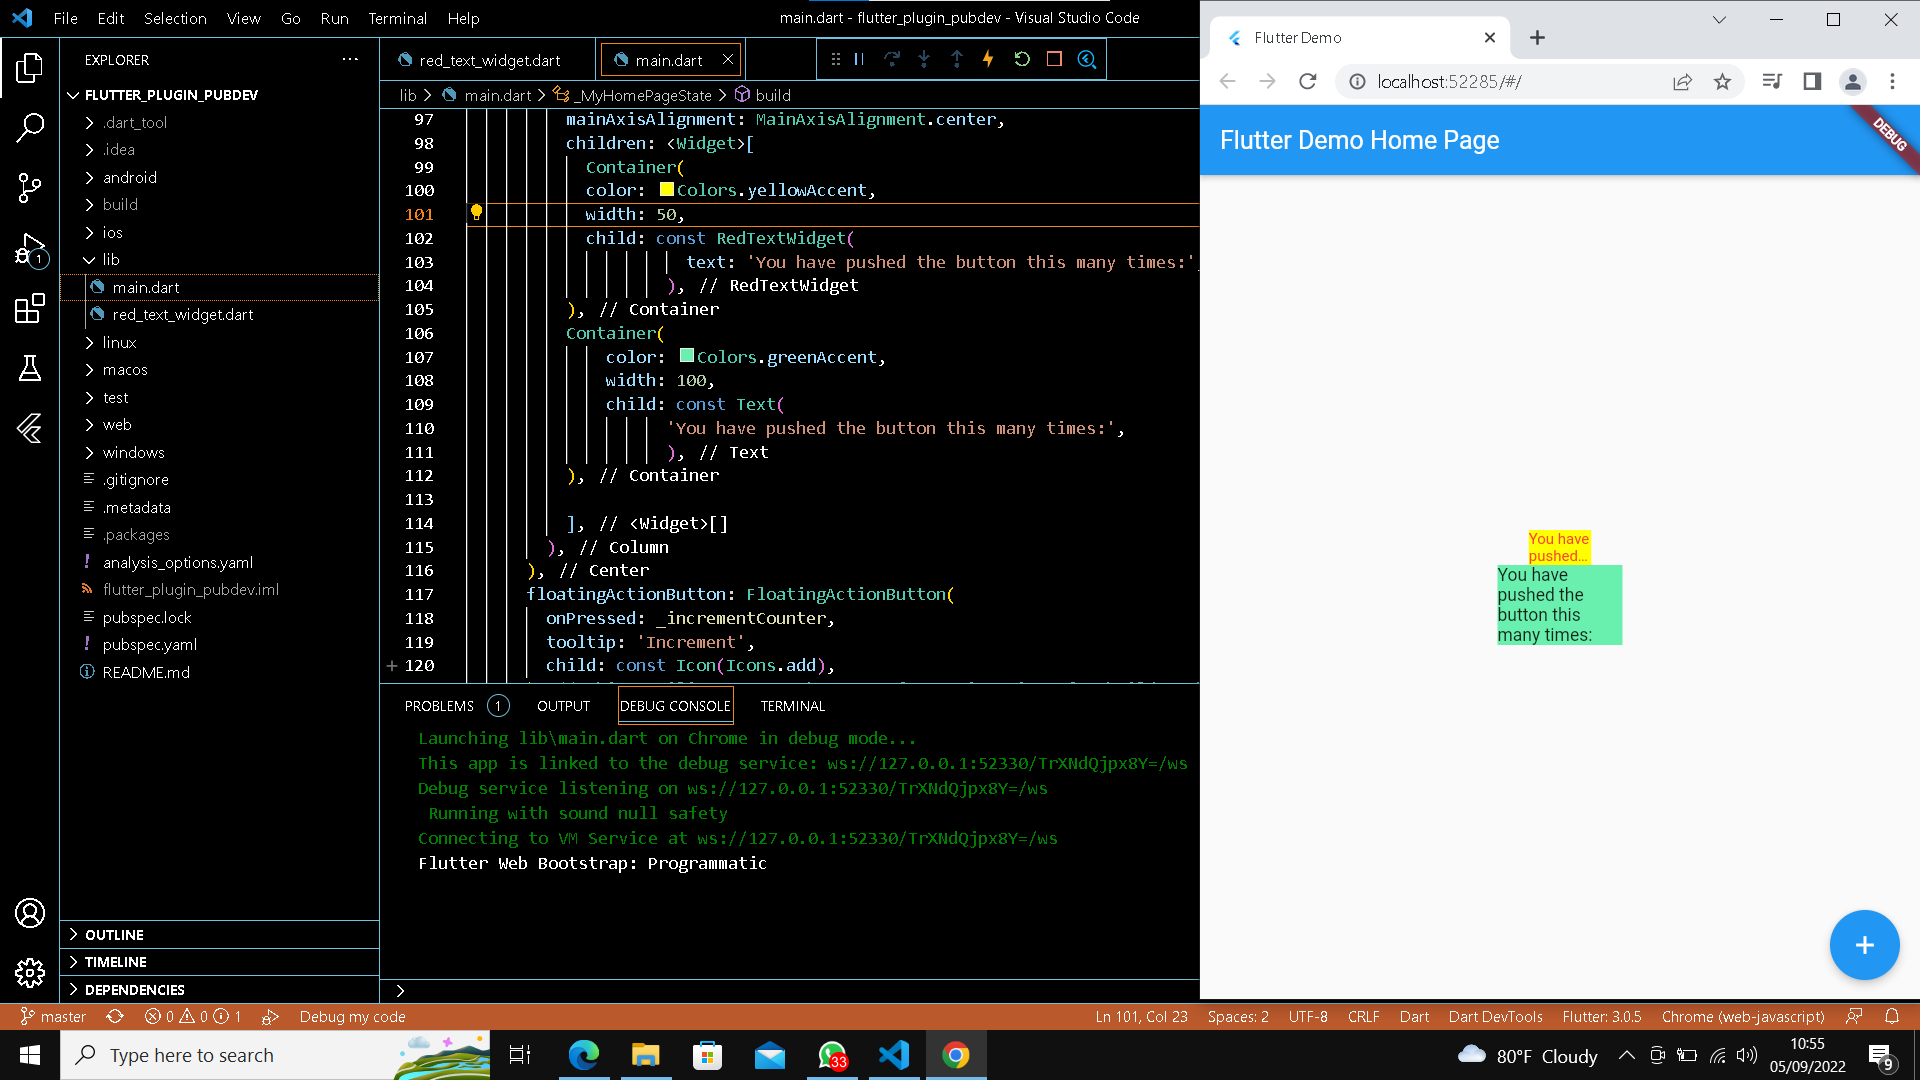 File Edit Selection View Go Run Terminal Help
main.dart - flutter_plugin_pubdev - Visual Studio Code
EXPLORER
FLUTTER_PLUGIN_PUBDEV
.dart_tool
.idea
android
build
ios
lib
main.dart
red_text_widget.dart
linux
macos
test
web
windows
.gitignore
.metadata
.packages
analysis_options.yaml
flutter_plugin_pubdev.iml
pubspec.lock
pubspec.yaml
README.md
OUTLINE
TIMELINE
DEPENDENCIES
1
red_text_widget.dart
main.dart
lib > main.dart > _MyHomePageState > build
97 mainAxisAlignment: MainAxisAlignment.center,
98 children: <Widget>[
99 Container(
100 color: Colors.yellowAccent,
101 width: 50,
102 child: const RedTextWidget(
103 text: 'You have pushed the button this many times:'
104 ), // RedTextWidget
105 ), // Container
106 Container(
107 color: Colors.greenAccent,
108 width: 100,
109 child: const Text(
110 'You have pushed the button this many times:',
111 ), // Text
112 ), // Container
113
114 ], // <Widget>[]
115 ), // Column
116 ), // Center
117 floatingActionButton: FloatingActionButton(
118 onPressed: _incrementCounter,
119 tooltip: 'Increment',
120 child: const Icon(Icons.add),
PROBLEMS 1 OUTPUT DEBUG CONSOLE TERMINAL
Launching lib\main.dart on Chrome in debug mode...
This app is linked to the debug service: ws://127.0.0.1:52330/TrXNdQjpx8Y=/ws
Debug service listening on ws://127.0.0.1:52330/TrXNdQjpx8Y=/ws
Running with sound null safety
Connecting to VM Service at ws://127.0.0.1:52330/TrXNdQjpx8Y=/ws
Flutter Web Bootstrap: Programmatic
Flutter Demo
localhost:52285/#/
Flutter Demo Home Page
DEBUG
You have
pushed...
You have
pushed the
button this
many times:
master 0 0 1 Debug my code
Ln 101, Col 23 Spaces: 2 UTF-8 CRLF Dart Dart DevTools Flutter: 3.0.5 Chrome (web-javascript)
Type here to search
33
80°F Cloudy
10:55
05/09/2022
9